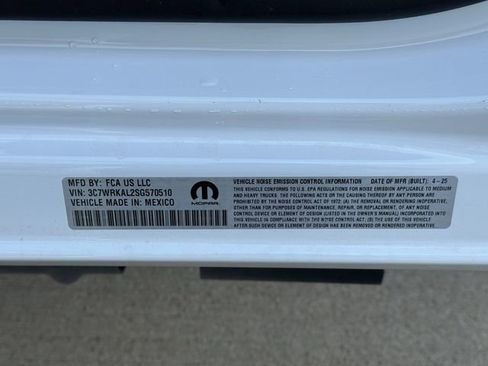 MFD BY: FCA US LLC
VIN: 3C7WRKAL2SG570510
VEHICLE MADE IN: MEXICO
MOPAR
VEHICLE NOISE EMISSION CONTROL INFORMATION DATE OF MFR (BUILT): 4-25
THIS VEHICLE CONFORMS TO U.S. EPA REGULATIONS FOR NOISE EMISSION APPLICABLE TO MEDIUM
AND HEAVY TRUCKS. THE FOLLOWING ACTS OR THE CAUSING THEREOF BY ANY PERSON ARE
PROHIBITED BY THE NOISE CONTROL ACT OF 1972: (A) THE REMOVAL OR RENDERING INOPERATIVE,
OTHER THAN FOR PURPOSES OF MAINTENANCE, REPAIR, OR REPLACEMENT, OF ANY NOISE
CONTROL DEVICE OR ELEMENT OF DESIGN (LISTED IN THE OWNER'S MANUAL) INCORPORATED INTO
THIS VEHICLE IN COMPLIANCE WITH THE NOISE CONTROL ACT; (B) THE USE OF THIS VEHICLE
AFTER SUCH DEVICE OR ELEMENT OF DESIGN HAS BEEN REMOVED OR RENDERED INOPERATIVE.